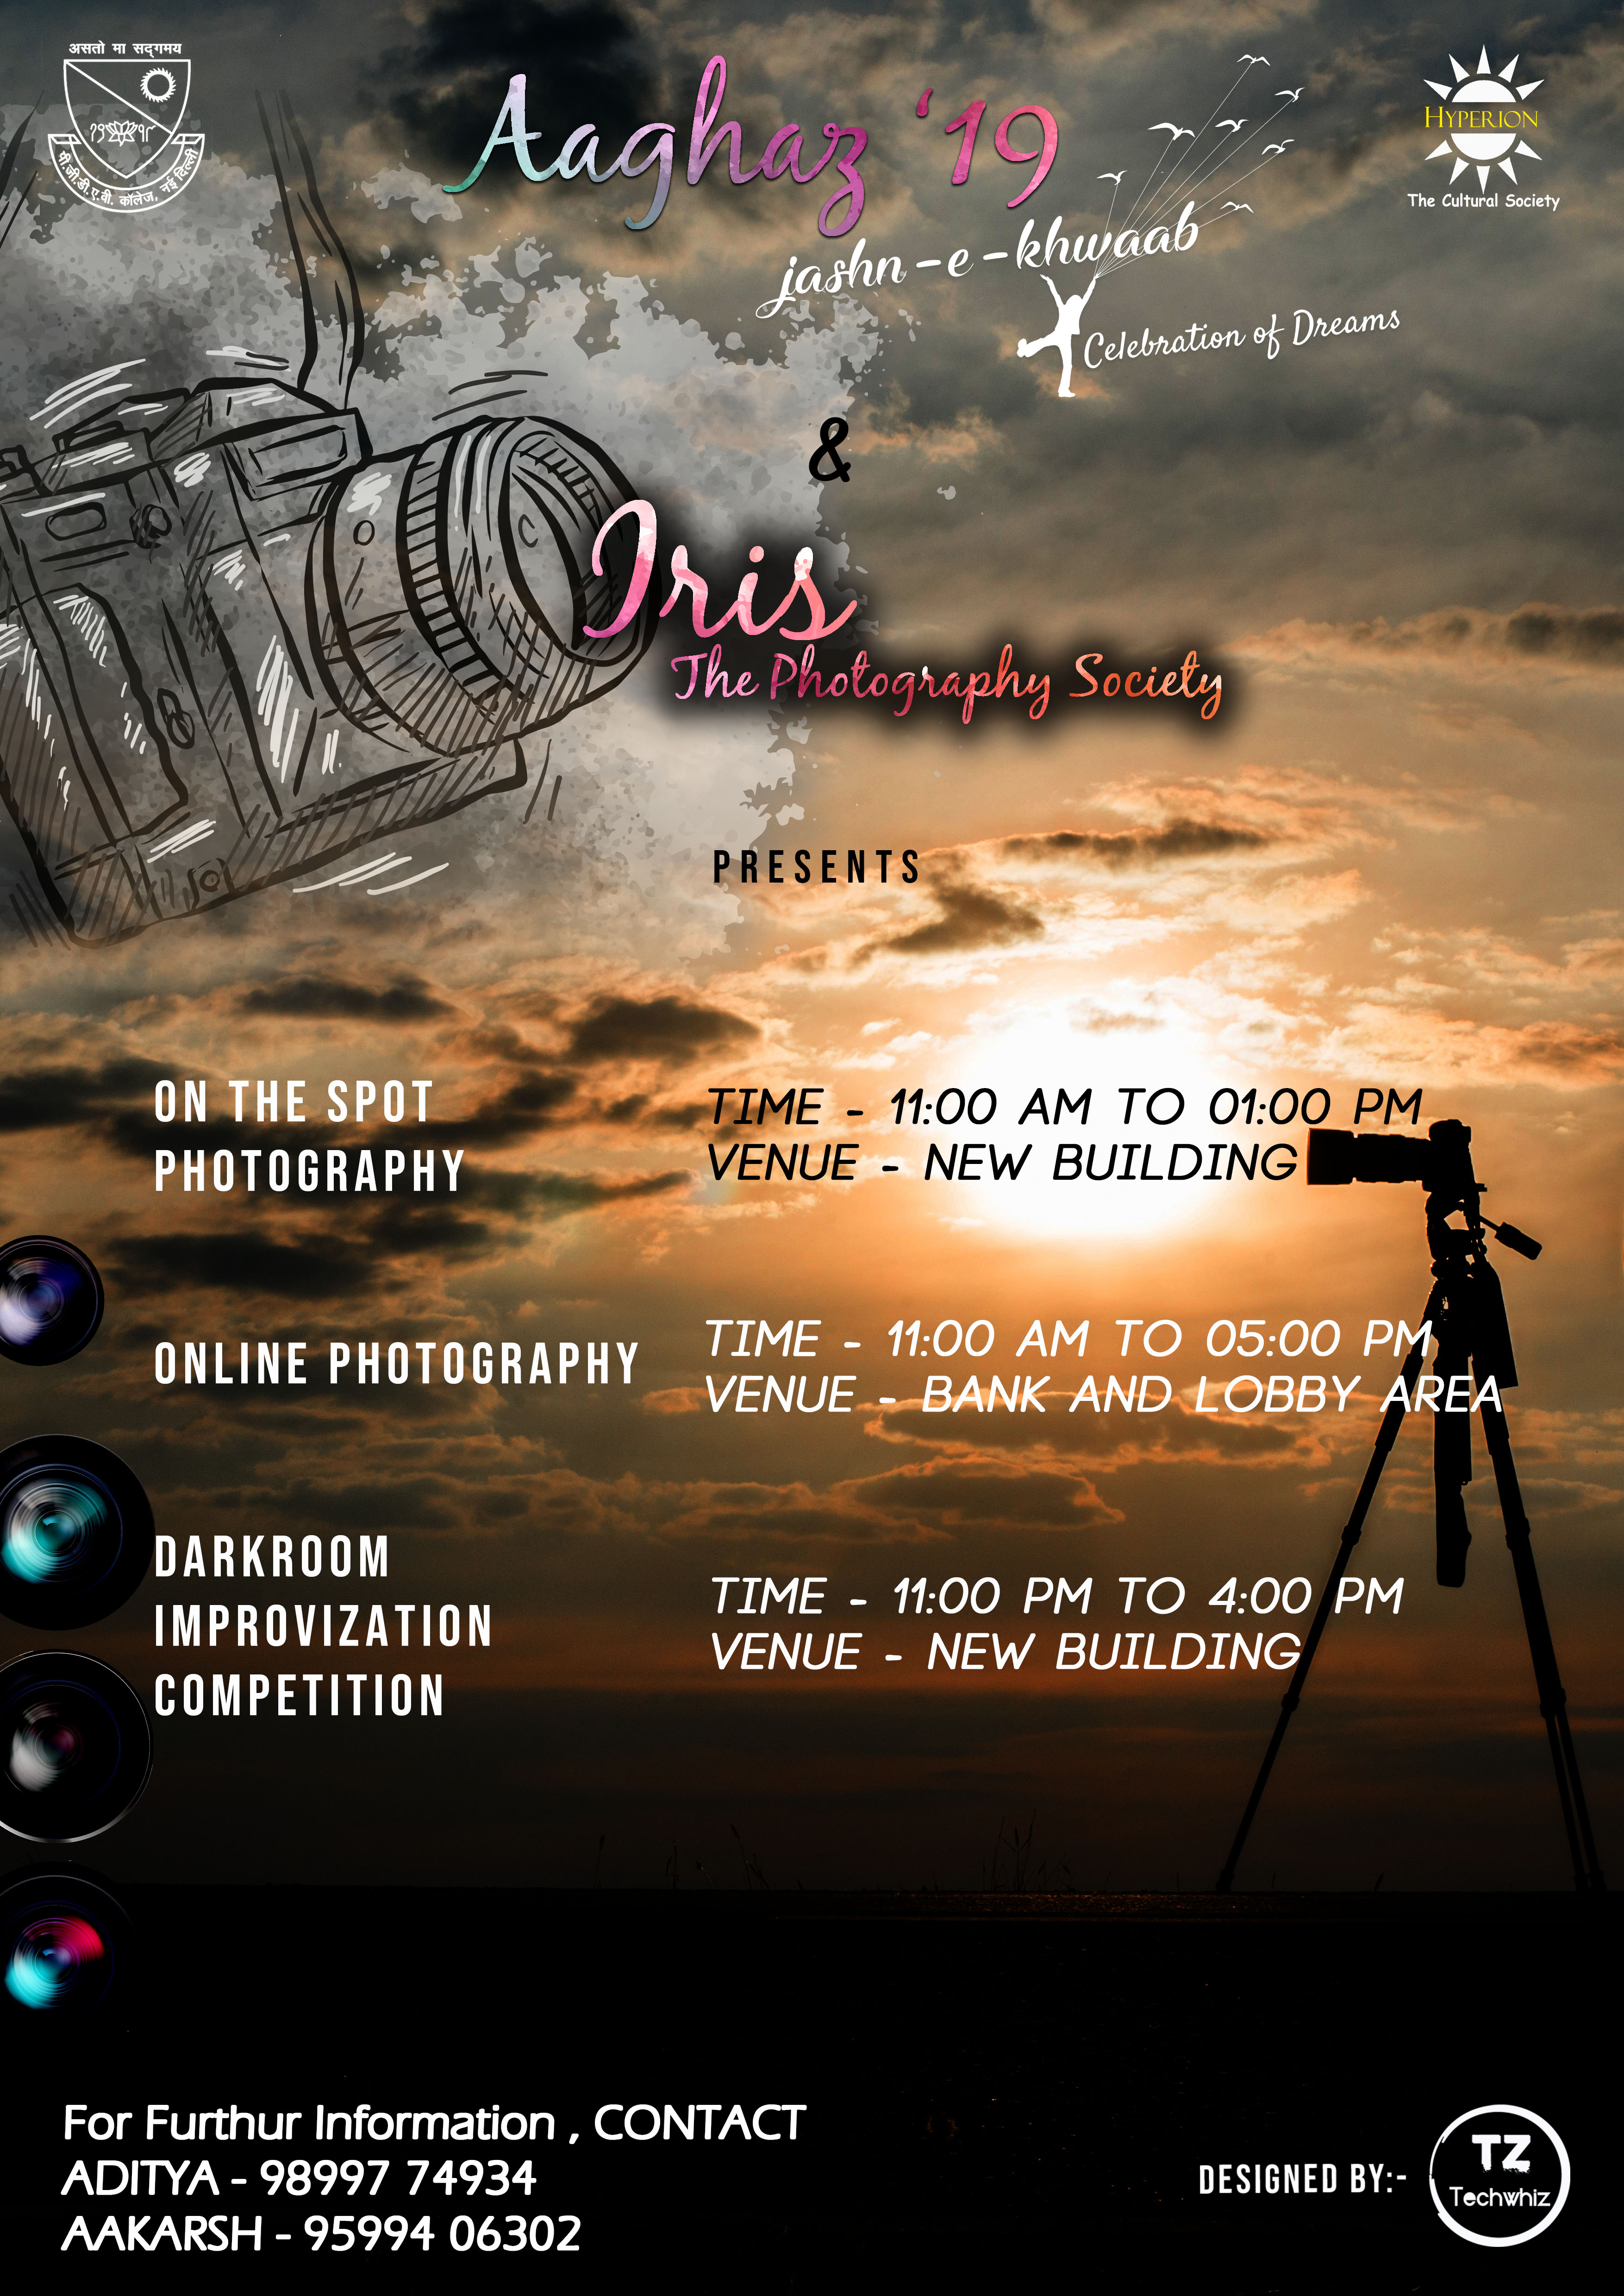 असतो मा सद्गमय
१९ ५८
पी.जी.डी.ए.वी. कॉलेज, नई दिल्ली
Aaghaz '19
HYPERION
The Cultural Society
jashn-e-khwaab
Celebration of Dreams
&
Iris
The Photography Society
PRESENTS
ON THE SPOT
PHOTOGRAPHY
TIME - 11:00 AM TO 01:00 PM
VENUE - NEW BUILDING
ONLINE PHOTOGRAPHY
TIME - 11:00 AM TO 05:00 PM
VENUE - BANK AND LOBBY AREA
DARKROOM
IMPROVIZATION
COMPETITION
TIME - 11:00 PM TO 4:00 PM
VENUE - NEW BUILDING
For Furthur Information , CONTACT
ADITYA - 98997 74934
AAKARSH - 95994 06302
DESIGNED BY:-
TZ
Techwhiz